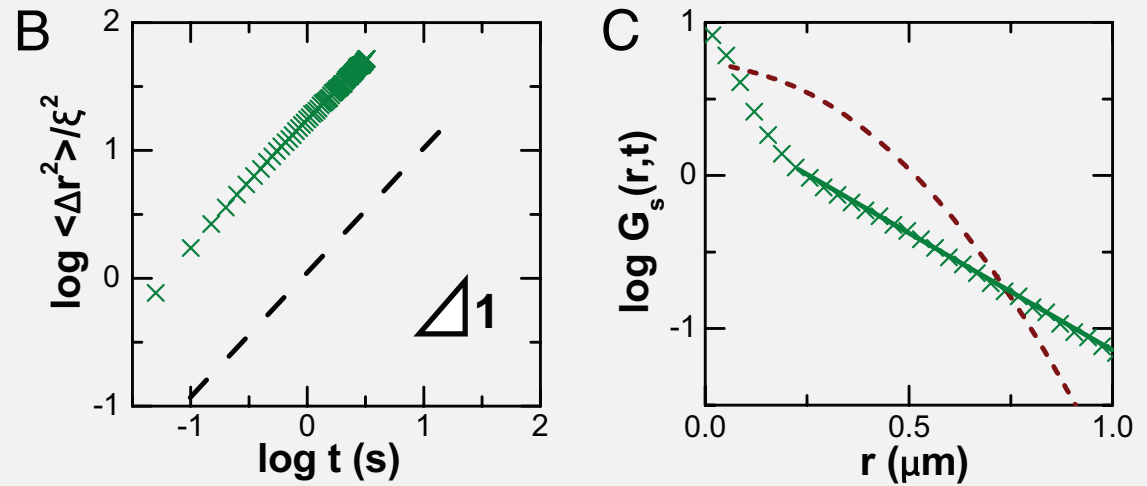 B
log <Δr²>/ξ²
2
1
0
-1
-1 0 1 2
log t (s)
1
C
log Gₛ(r,t)
1
0
-1
0.0 0.5 1.0
r (μm)